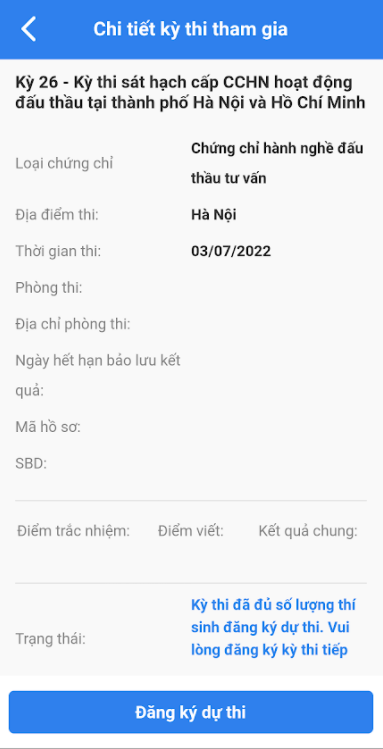 Chi tiết kỳ thi tham gia
Kỳ 26 - Kỳ thi sát hạch cấp CCHN hoạt động
đấu thầu tại thành phố Hà Nội và Hồ Chí Minh
Loại chứng chỉ
Chứng chỉ hành nghề đấu
thầu tư vấn
Địa điểm thi:
Hà Nội
Thời gian thi:
03/07/2022
Phòng thi:
Địa chỉ phòng thi:
Ngày hết hạn bảo lưu kết
quả:
Mã hồ sơ:
SBD:
Điểm trắc nhiệm:
Điểm viết:
Kết quả chung:
Trạng thái:
Kỳ thi đã đủ số lượng thí
sinh đăng ký dự thi. Vui
lòng đăng ký kỳ thi tiếp
Đăng ký dự thi